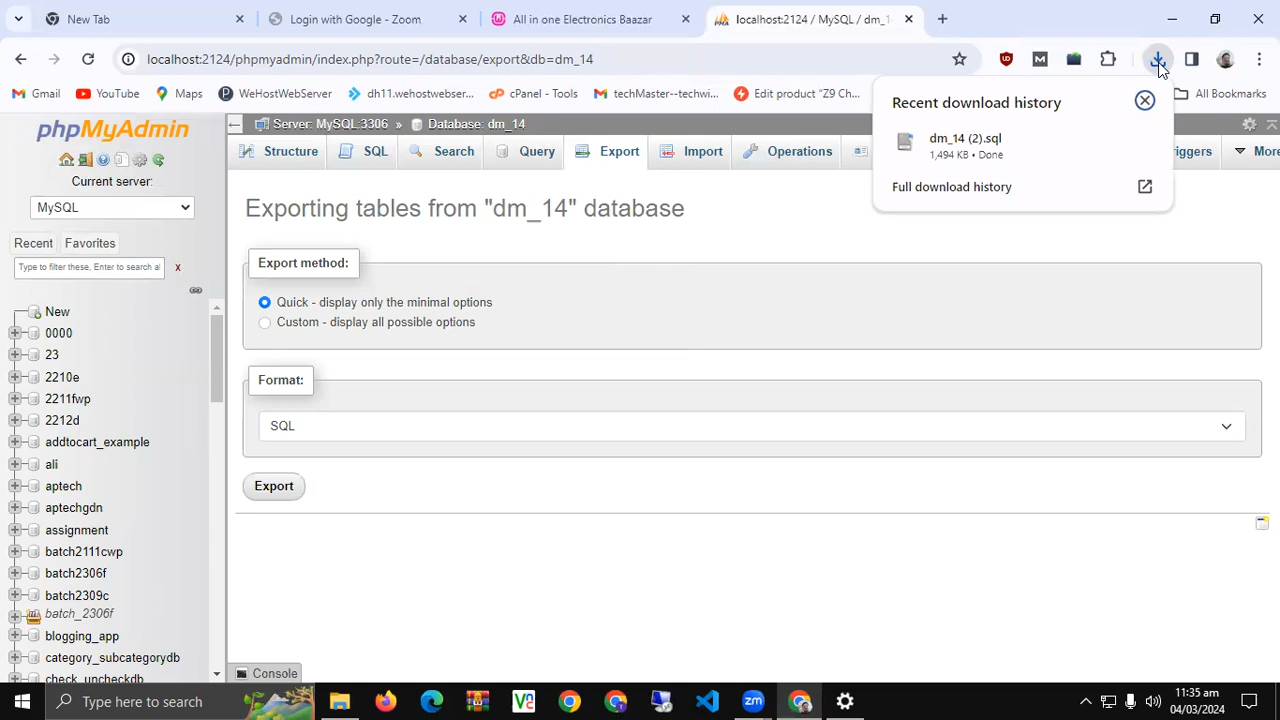 New Tab
Login with Google - Zoom
All in one Electronics Baazar
localhost:2124 / MySQL / dm_1
localhost:2124/phpmyadmin/index.php?route=/database/export&db=dm_14
Gmail
YouTube
Maps
WeHostWebServer
dh11.wehostwebser...
cPanel - Tools
techMaster--techwi...
Edit product "Z9 Ch...
All Bookmarks
Recent download history
dm_14 (2).sql
1,494 KB • Done
Full download history
phpMyAdmin
Current server:
MySQL
Recent
Favorites
Type to filter these, Enter to search al
x
New
0000
23
2210e
2211fwp
2212d
addtocart_example
ali
aptech
aptechgdn
assignment
batch2111cwp
batch2306f
batch2309c
batch_2306f
blogging_app
category_subcategorydb
check_uncheckdb
Server: MySQL:3306 » Database: dm_14
Structure
SQL
Search
Query
Export
Import
Operations
iggers
More
Exporting tables from "dm_14" database
Export method:
Quick - display only the minimal options
Custom - display all possible options
Format:
SQL
Export
Console
Type here to search
11:35 am
04/03/2024